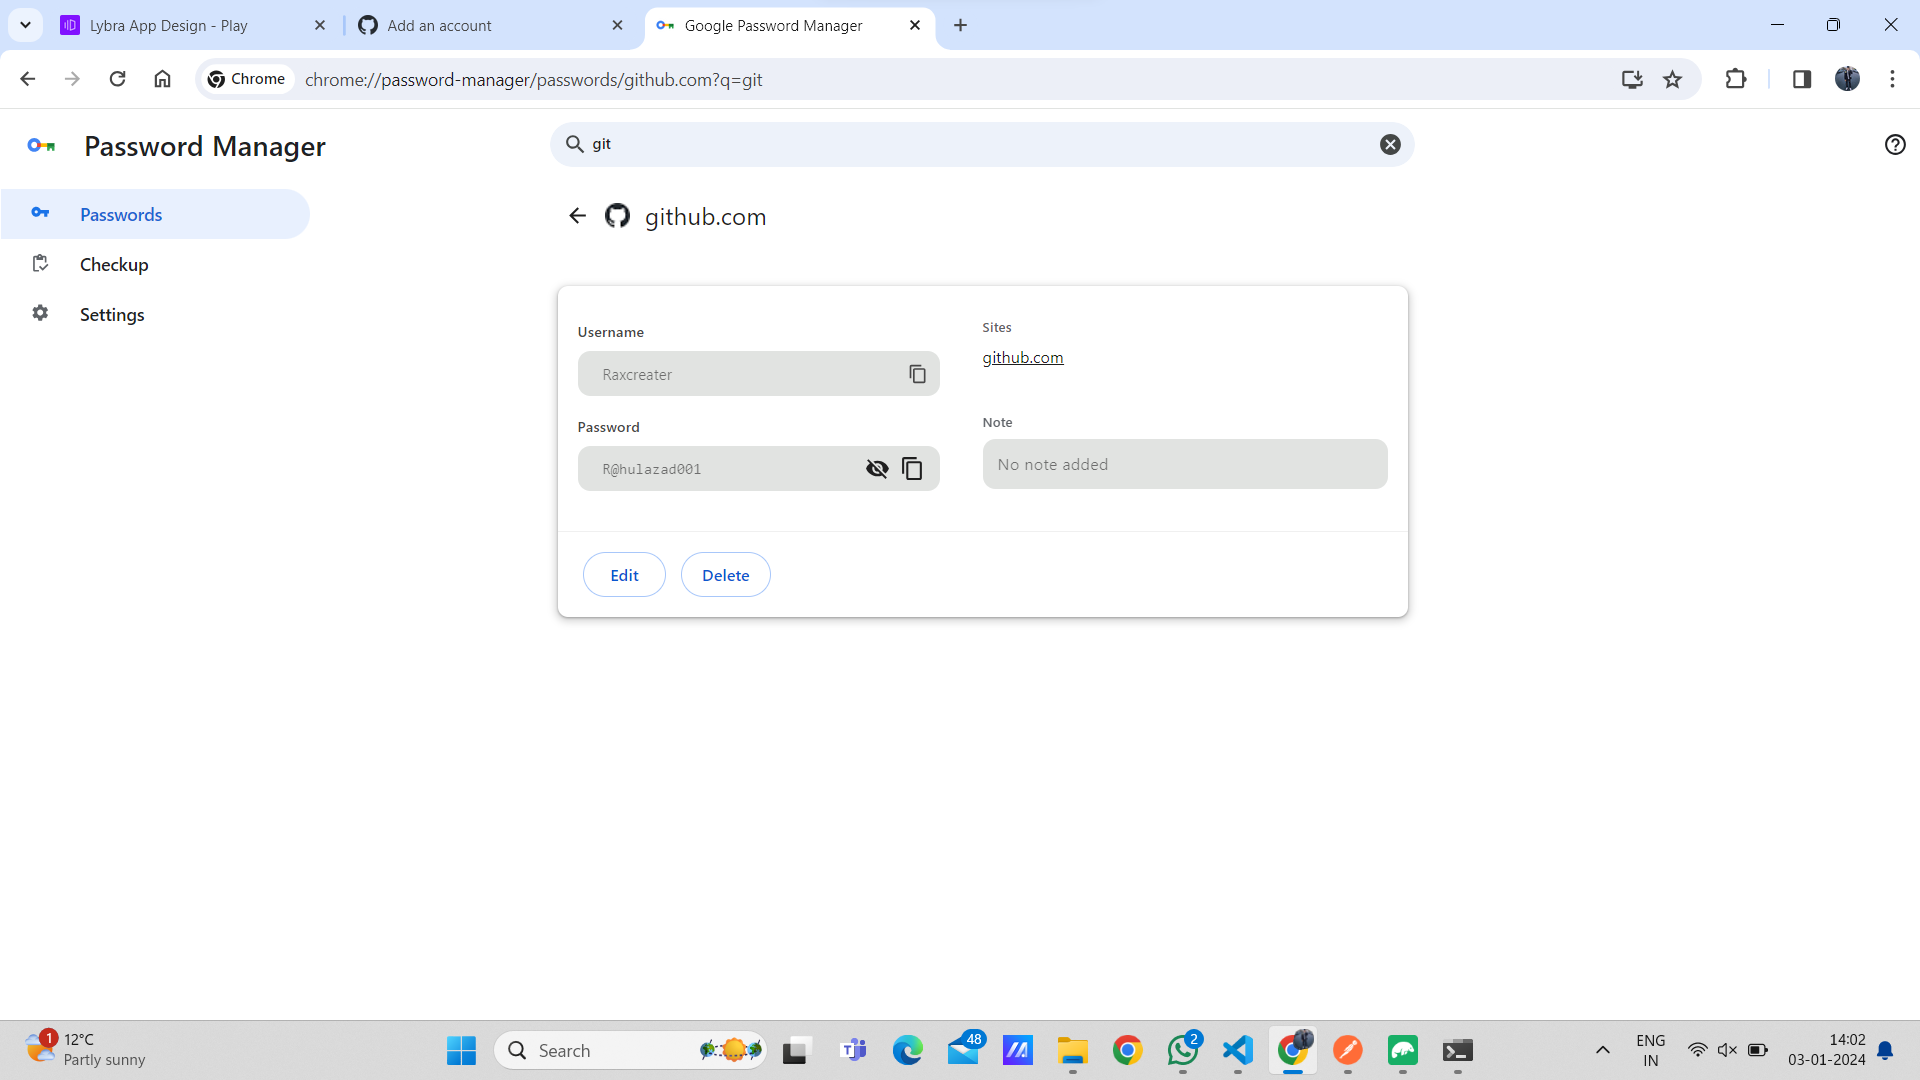 Lybra App Design - Play
Add an account
Google Password Manager
Chrome
chrome://password-manager/passwords/github.com?q=git
Password Manager
git
Passwords
Checkup
Settings
github.com
Username
Raxcreater
Password
R@hulazad001
Sites
github.com
Note
No note added
Edit
Delete
1
12°C
Partly sunny
Search
48
2
ENG
IN
14:02
03-01-2024